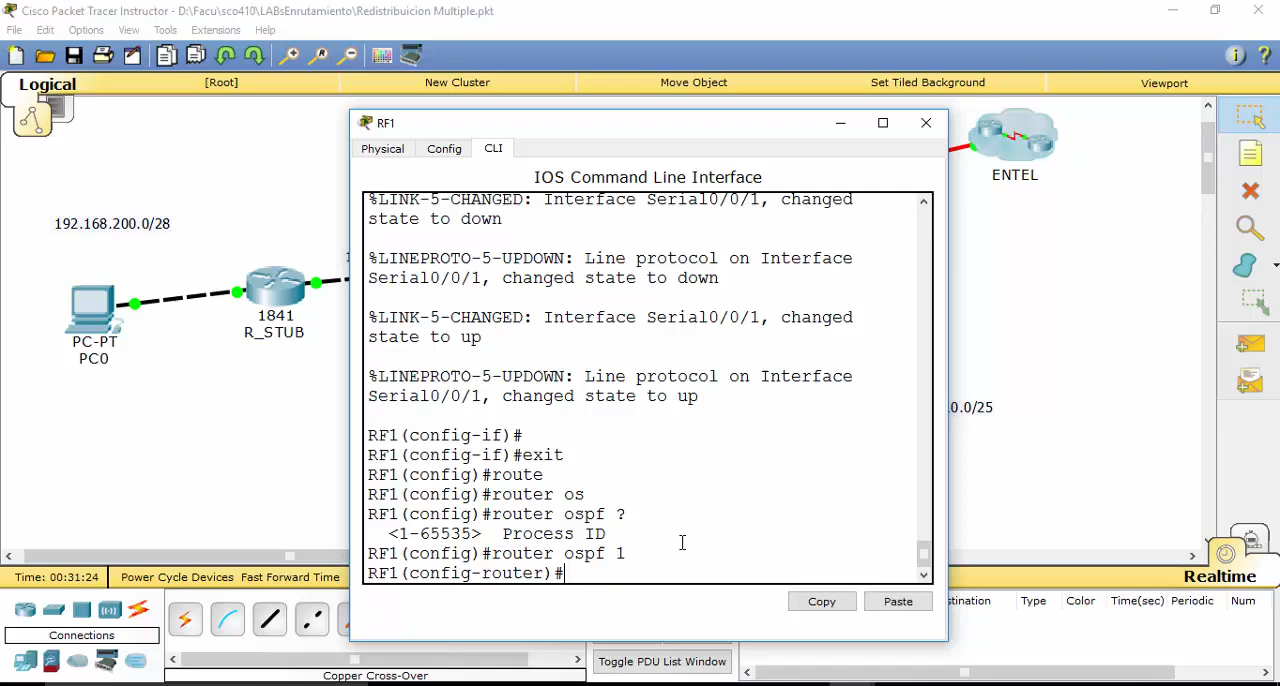 Cisco Packet Tracer Instructor - D:\Facu\sco410\LABsEnrutamiento\Redistribuicion Multiple.pkt
File Edit Options View Tools Extensions Help
Logical [Root] New Cluster Move Object Set Tiled Background Viewport
RF1
Physical Config CLI
IOS Command Line Interface
%LINK-5-CHANGED: Interface Serial0/0/1, changed
state to down
%LINEPROTO-5-UPDOWN: Line protocol on Interface
Serial0/0/1, changed state to down
%LINK-5-CHANGED: Interface Serial0/0/1, changed
state to up
%LINEPROTO-5-UPDOWN: Line protocol on Interface
Serial0/0/1, changed state to up
RF1(config-if)#
RF1(config-if)#exit
RF1(config)#route
RF1(config)#router os
RF1(config)#router ospf ?
<1-65535> Process ID
RF1(config)#router ospf 1
RF1(config-router)#
Copy Paste
192.168.200.0/28
1841
R_STUB
PC-PT
PC0
ENTEL
0.0/25
Time: 00:31:24 Power Cycle Devices Fast Forward Time
Realtime
Connections
Copper Cross-Over
Toggle PDU List Window
stination Type Color Time(sec) Periodic Num